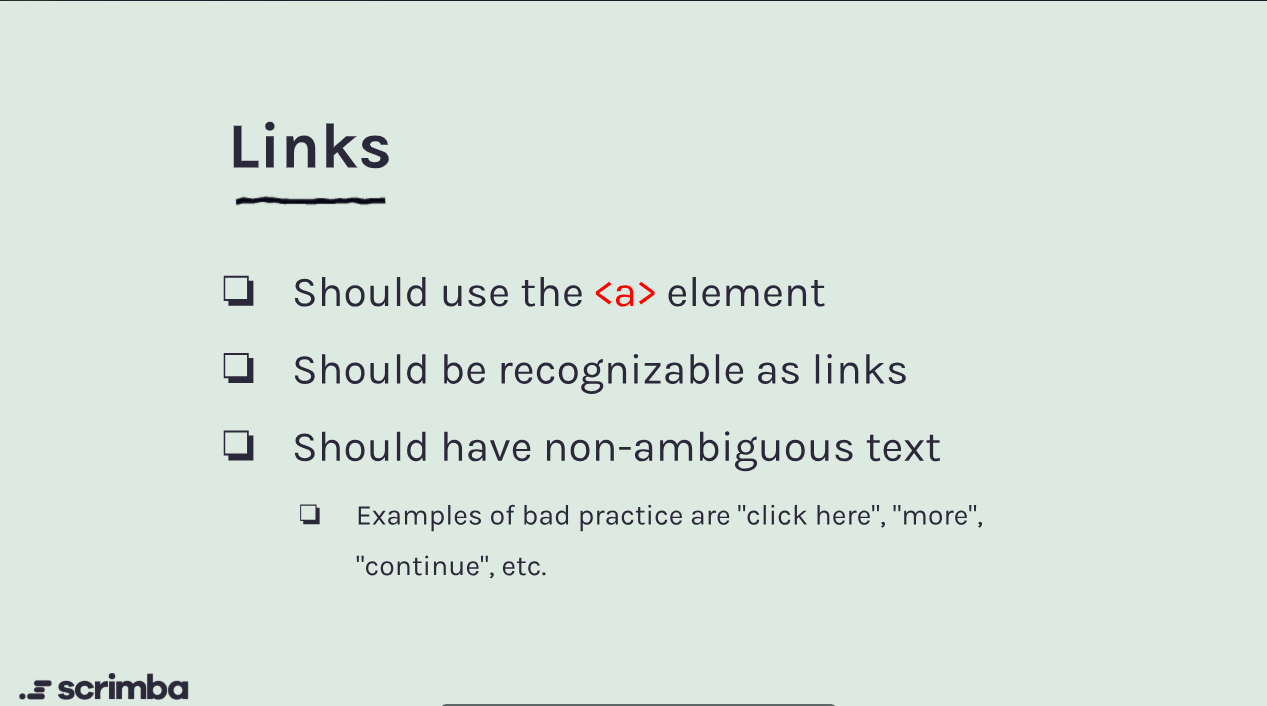 Links
❏ Should use the <a> element
❏ Should be recognizable as links
❏ Should have non-ambiguous text
❏ Examples of bad practice are "click here", "more",
"continue", etc.
scrimba